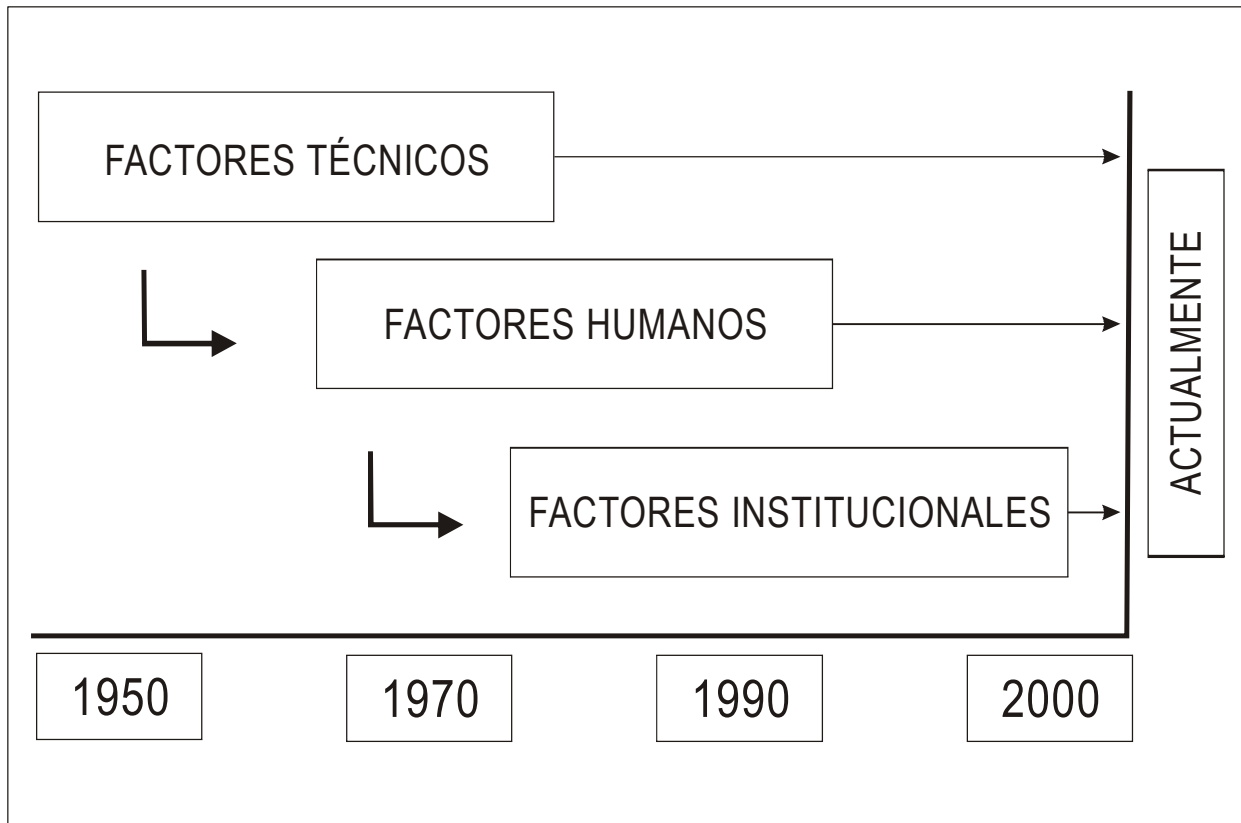 FACTORES TÉCNICOS
FACTORES HUMANOS
FACTORES INSTITUCIONALES
ACTUALMENTE
1950
1970
1990
2000